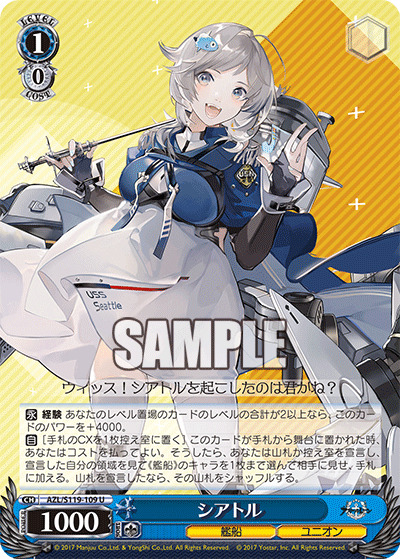 LEVEL
1
0
COST
USN
USS
Seattle
SAMPLE
ウィッス！シアトルを起こしたのは君かね？
永 経験 あなたのレベル置場のカードのレベルの合計が2以上なら、このカー
ドのパワーを+4000。
自 [手札のCXを1枚控え室に置く] このカードが手札から舞台に置かれた時、
あなたはコストを払ってよい。そうしたら、あなたは山札か控え室を宣言し、
宣言した自分の領域を見て《艦船》のキャラを1枚まで選んで相手に見せ、手札
に加える。山札を宣言したなら、その山札をシャッフルする。
CH AZL/S119-109 U
1000
シアトル
艦船
ユニオン
© 2017 Manjuu Co.,Ltd. & YongShi Co.,Ltd. All Rights Reserved. © 2017 Yostar, Inc. All Rights Reserved.